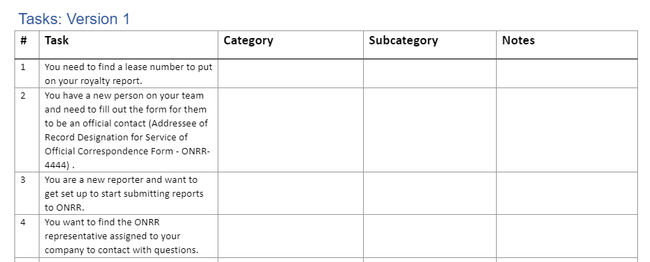 Tasks: Version 1
# Task Category Subcategory Notes
1 You need to find a lease number to put
on your royalty report.
2 You have a new person on your team
and need to fill out the form for them
to be an official contact (Addressee of
Record Designation for Service of
Official Correspondence Form - ONRR-
4444) .
3 You are a new reporter and want to
get set up to start submitting reports
to ONRR.
4 You want to find the ONRR
representative assigned to your
company to contact with questions.